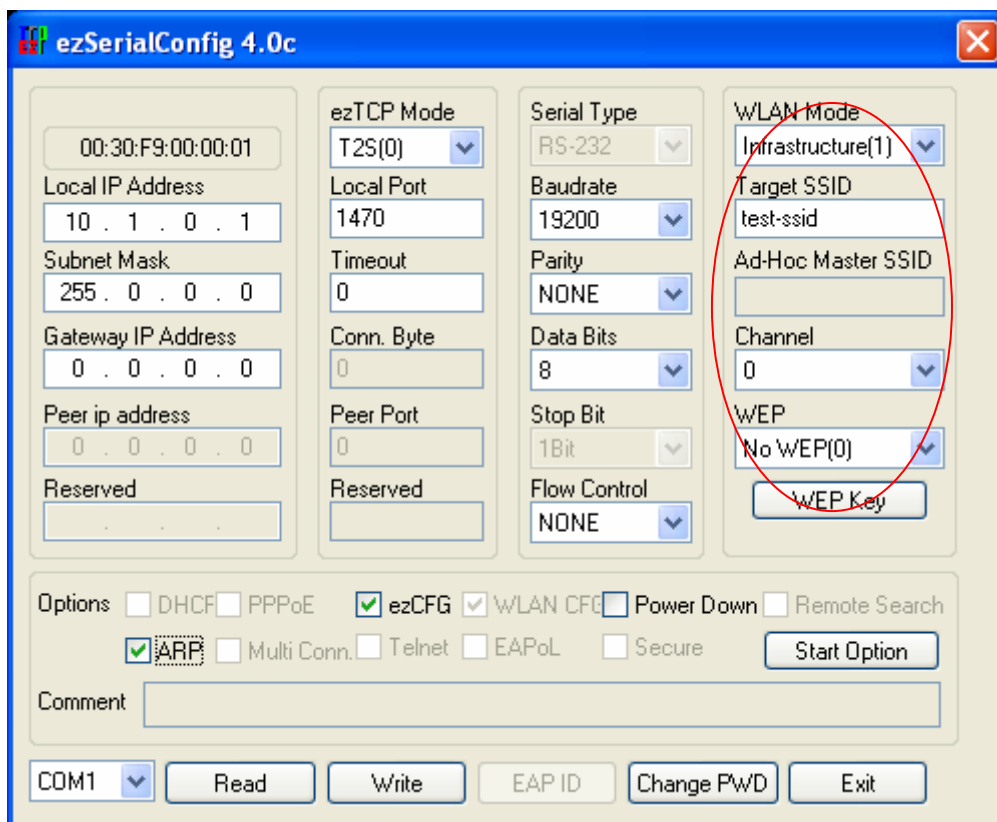 ezSerialConfig 4.0c
00:30:F9:00:00:01
Local IP Address
10 . 1 . 0 . 1
Subnet Mask
255 . 0 . 0 . 0
Gateway IP Address
0 . 0 . 0 . 0
Peer ip address
0 . 0 . 0 . 0
Reserved
. . .
ezTCP Mode
T2S(0)
Local Port
1470
Timeout
0
Conn. Byte
0
Peer Port
0
Reserved
Serial Type
RS-232
Baudrate
19200
Parity
NONE
Data Bits
8
Stop Bit
1Bit
Flow Control
NONE
WLAN Mode
Infrastructure(1)
Target SSID
test-ssid
Ad-Hoc Master SSID
Channel
0
WEP
No WEP(0)
WEP Key
Options DHCP PPPoE ezCFG WLAN CFG Power Down Remote Search
ARP Multi Conn. Telnet EAPoL Secure Start Option
Comment
COM1 Read Write EAP ID Change PWD Exit